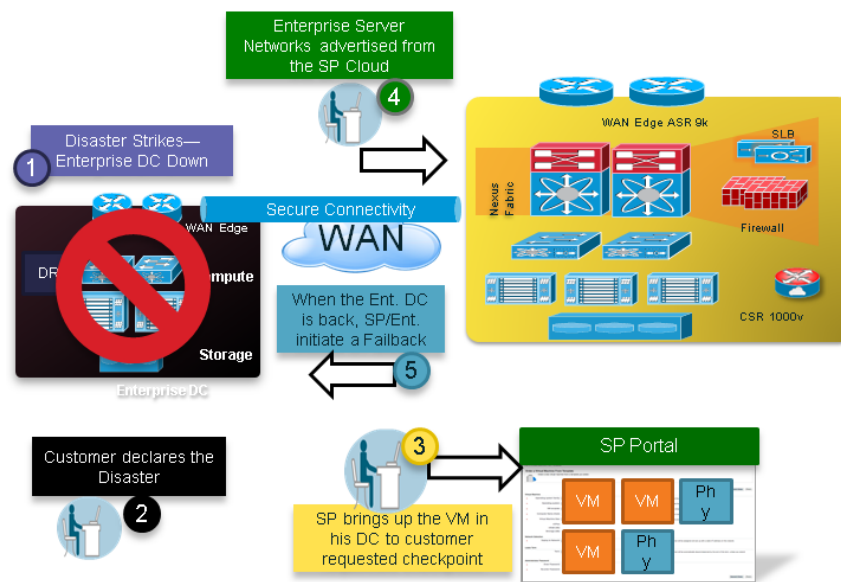 Enterprise Server
Networks advertised from
the SP Cloud
4
WAN Edge ASR 9k
SLB
Nexus
Fabric
Firewall
CSR 1000v
1
Disaster Strikes—
Enterprise DC Down
Secure Connectivity
WAN
WAN Edge
DR
mpute
Storage
Enterprise DC
When the Ent. DC
is back, SP/Ent.
initiate a Failback
5
Customer declares the
Disaster
2
3
SP brings up the VM in
his DC to customer
requested checkpoint
SP Portal
VM
VM
Ph
y
VM
Ph
y